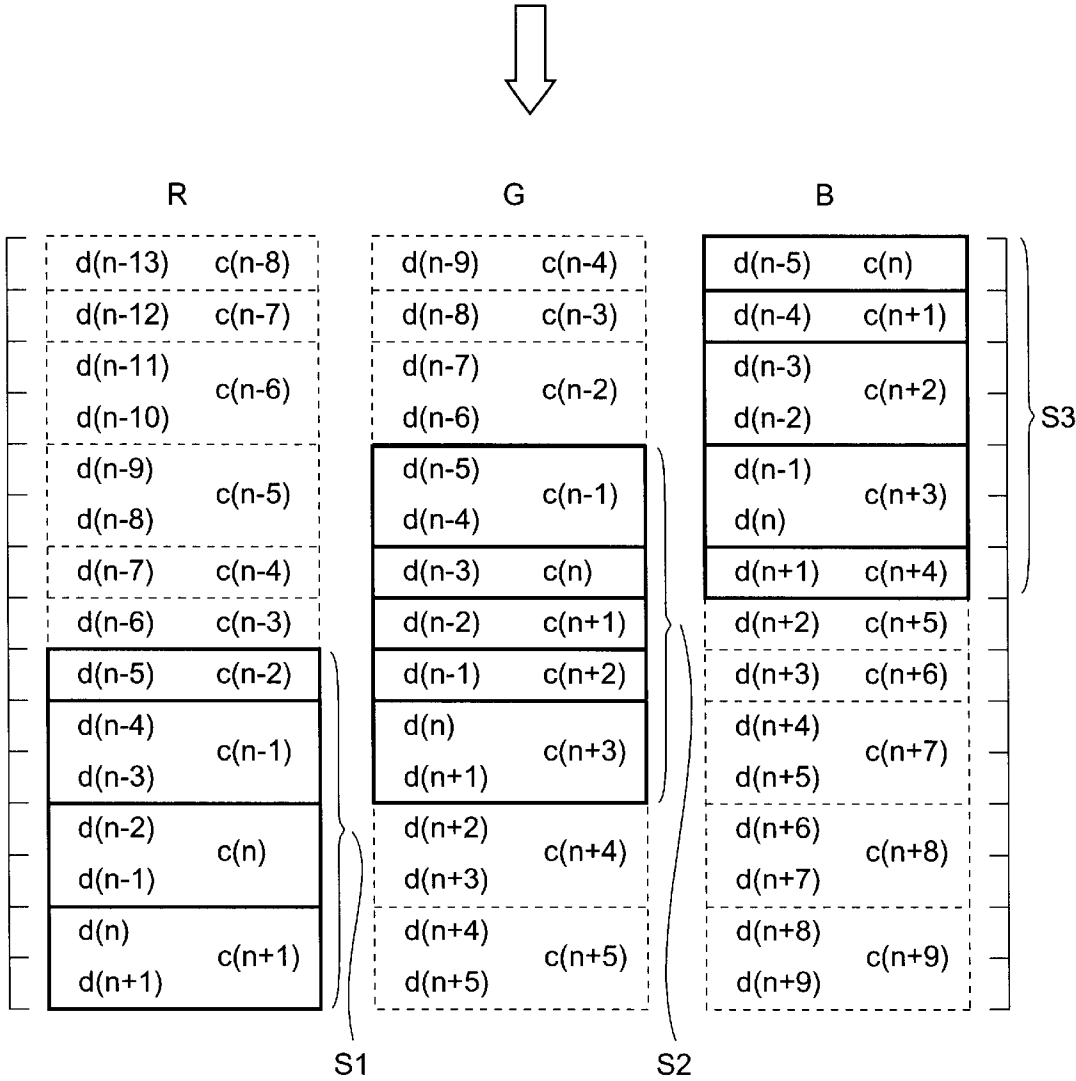 R G B
d(n-13) c(n-8) d(n-9) c(n-4) d(n-5) c(n)
d(n-12) c(n-7) d(n-8) c(n-3) d(n-4) c(n+1)
d(n-11) d(n-7) d(n-3)
c(n-6) c(n-2) c(n+2)
d(n-10) d(n-6) d(n-2)
S3
d(n-9) d(n-5) d(n-1)
c(n-5) c(n-1) c(n+3)
d(n-8) d(n-4) d(n)
d(n-7) c(n-4) d(n-3) c(n) d(n+1) c(n+4)
d(n-6) c(n-3) d(n-2) c(n+1) d(n+2) c(n+5)
d(n-5) c(n-2) d(n-1) c(n+2) d(n+3) c(n+6)
d(n-4) d(n) d(n+4)
c(n-1) c(n+3) c(n+7)
d(n-3) d(n+1) d(n+5)
d(n-2) d(n+2) d(n+6)
c(n) c(n+4) c(n+8)
d(n-1) d(n+3) d(n+7)
d(n) d(n+4) d(n+8)
c(n+1) c(n+5) c(n+9)
d(n+1) d(n+5) d(n+9)
S1 S2